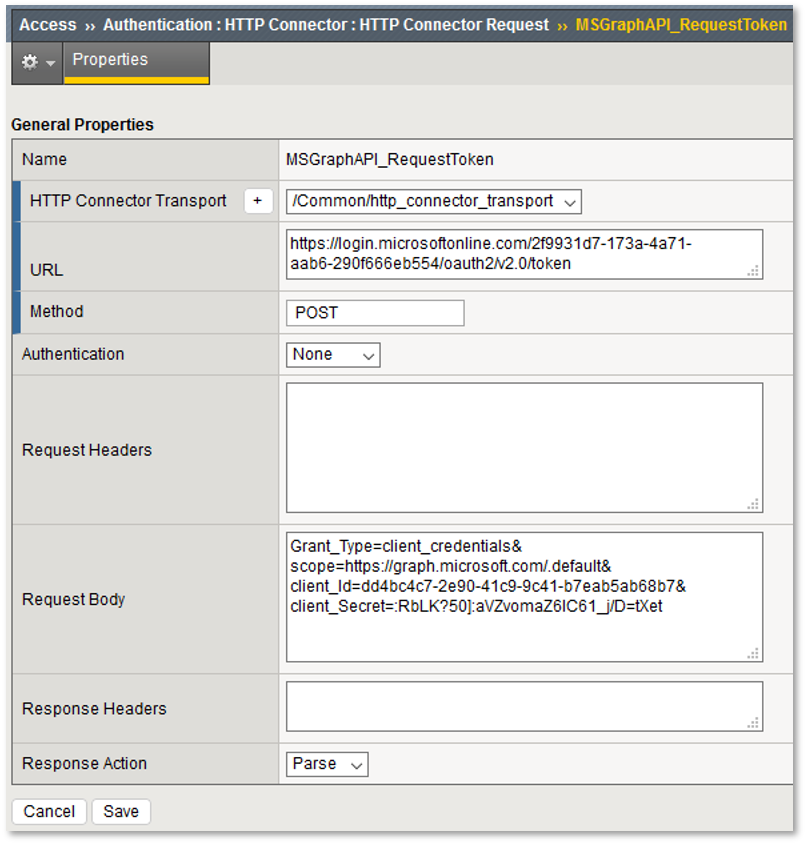 Access ›› Authentication : HTTP Connector : HTTP Connector Request ›› MSGraphAPI_RequestToken
Properties
General Properties
Name
MSGraphAPI_RequestToken
HTTP Connector Transport
+
/Common/http_connector_transport
URL
https://login.microsoftonline.com/2f9931d7-173a-4a71-
aab6-290f666eb554/oauth2/v2.0/token
Method
POST
Authentication
None
Request Headers
Request Body
Grant_Type=client_credentials&
scope=https://graph.microsoft.com/.default&
client_Id=dd4bc4c7-2e90-41c9-9c41-b7eab5ab68b7&
client_Secret=:RbLK?50]:aVZvomaZ6IC61_j/D=tXet
Response Headers
Response Action
Parse
Cancel
Save